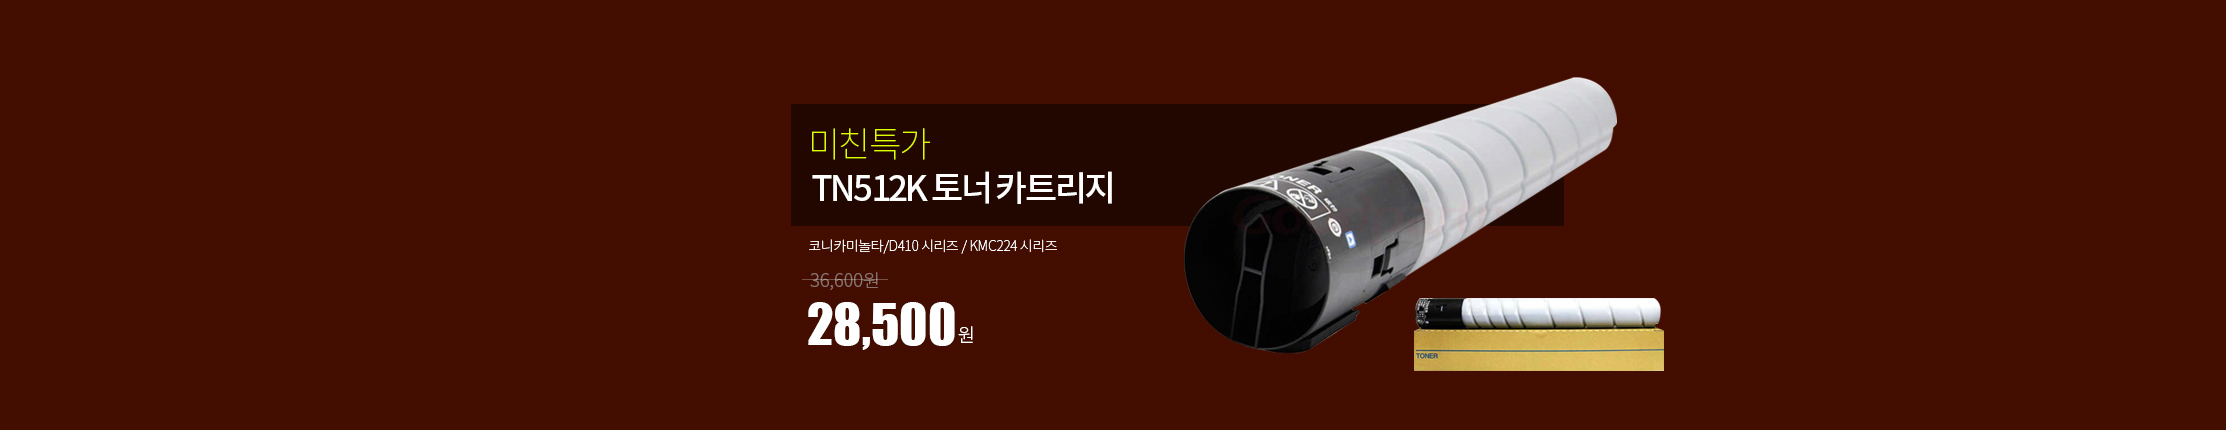 미친특가
TN512K 토너 카트리지
코니카미놀타/D410 시리즈 / KMC224 시리즈
36,600원
28,500원
TONER